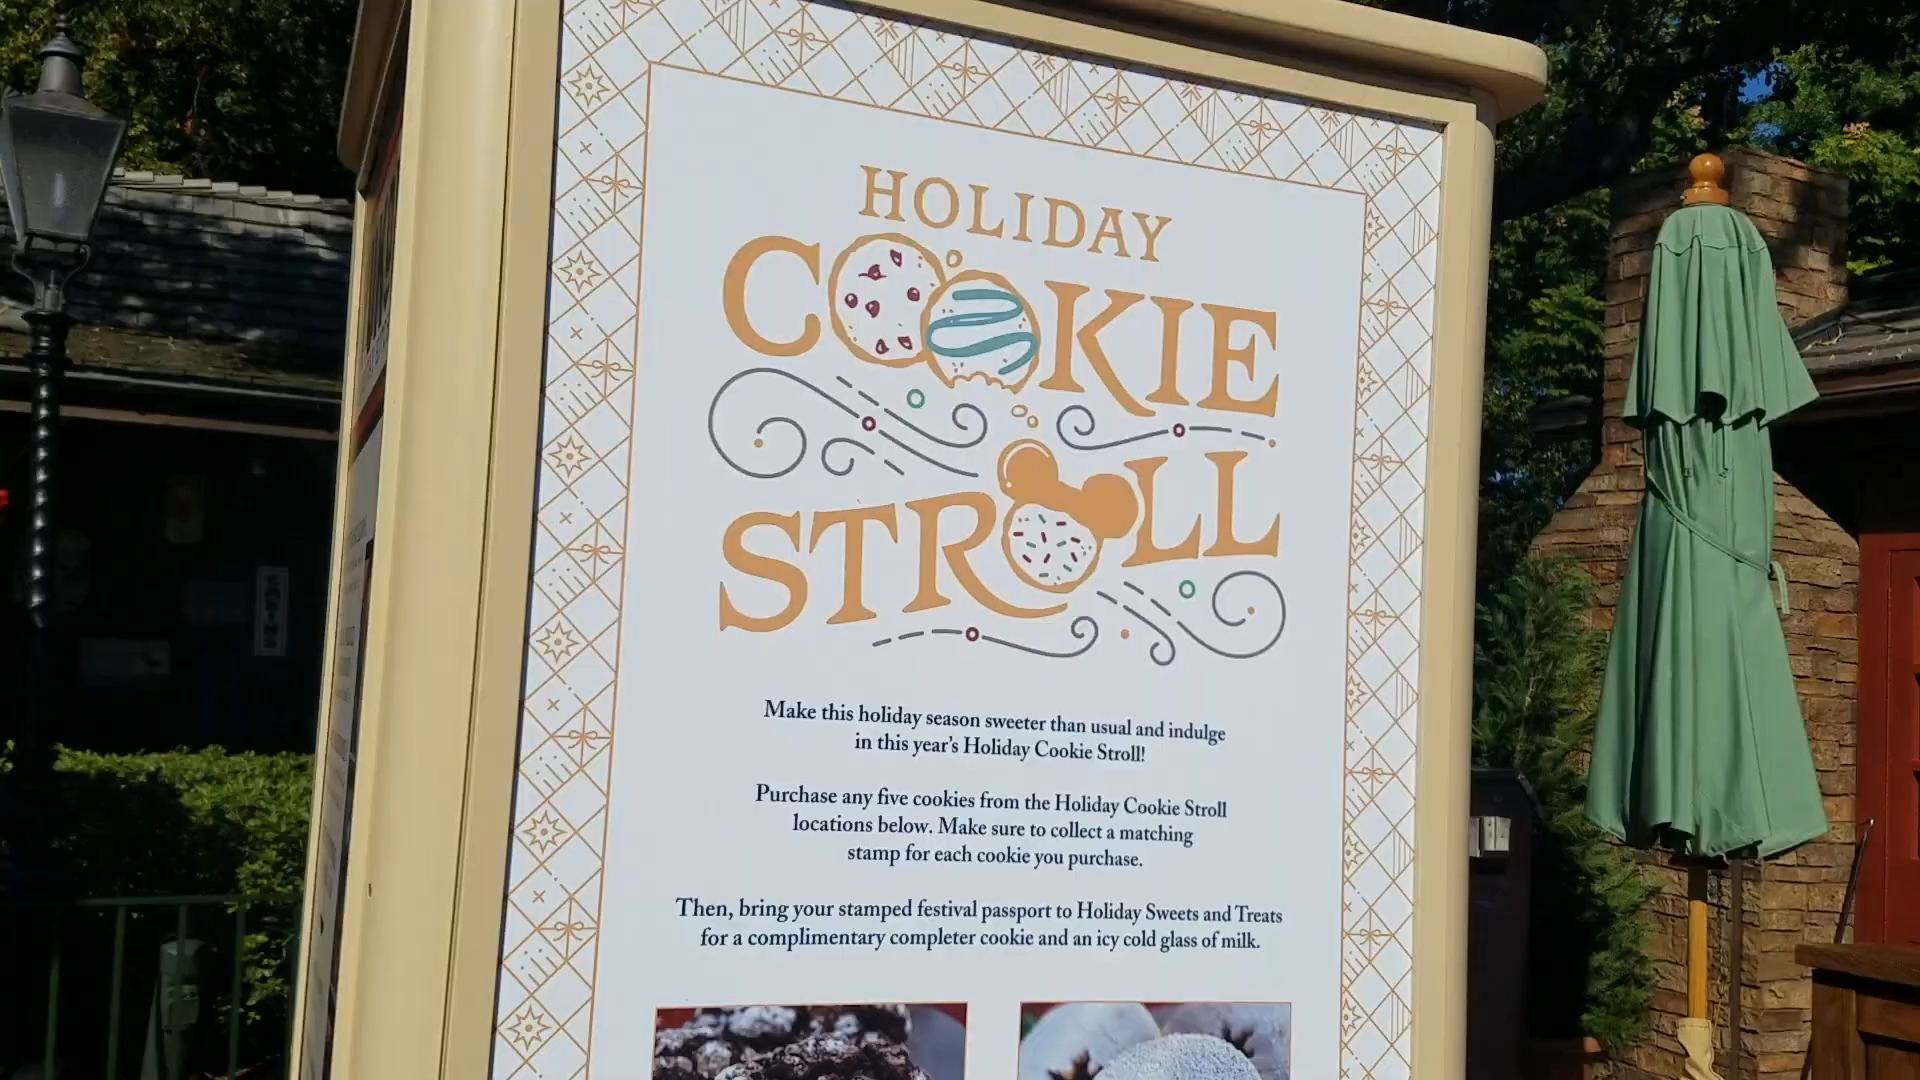 HOLIDAY
COOKIE
STROLL
Make this holiday season sweeter than usual and indulge
in this year's Holiday Cookie Stroll!
Purchase any five cookies from the Holiday Cookie Stroll
locations below. Make sure to collect a matching
stamp for each cookie you purchase.
Then, bring your stamped festival passport to Holiday Sweets and Treats
for a complimentary completer cookie and an icy cold glass of milk.